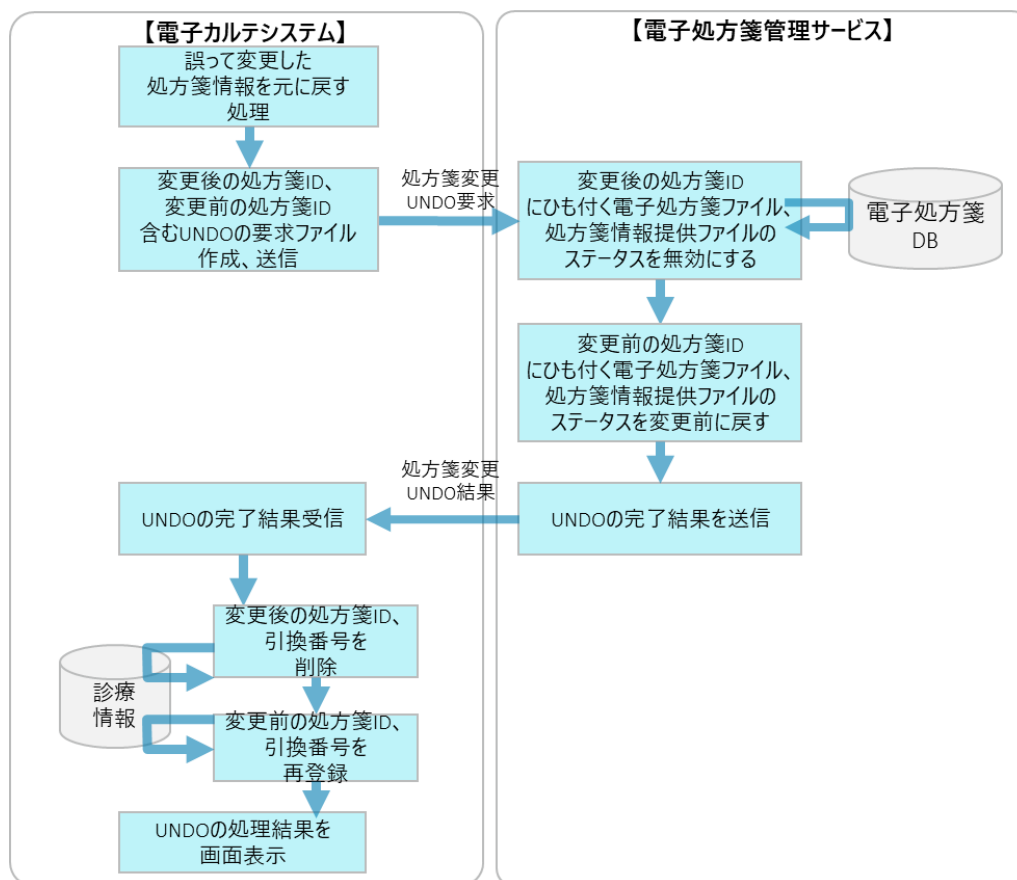 【電子カルテシステム】
【電子処方箋管理サービス】
誤って変更した
処方箋情報を元に戻す
処理
変更後の処方箋ID、
変更前の処方箋ID
含むUNDOの要求ファイル
作成、送信
処方箋変更
UNDO要求
変更後の処方箋ID
にひも付く電子処方箋ファイル、
処方箋情報提供ファイルの
ステータスを無効にする
電子処方箋
DB
変更前の処方箋ID
にひも付く電子処方箋ファイル、
処方箋情報提供ファイルの
ステータスを変更前に戻す
処方箋変更
UNDO結果
UNDOの完了結果受信
UNDOの完了結果を送信
変更後の処方箋ID、
引換番号を
削除
診療
情報
変更前の処方箋ID、
引換番号を
再登録
UNDOの処理結果を
画面表示